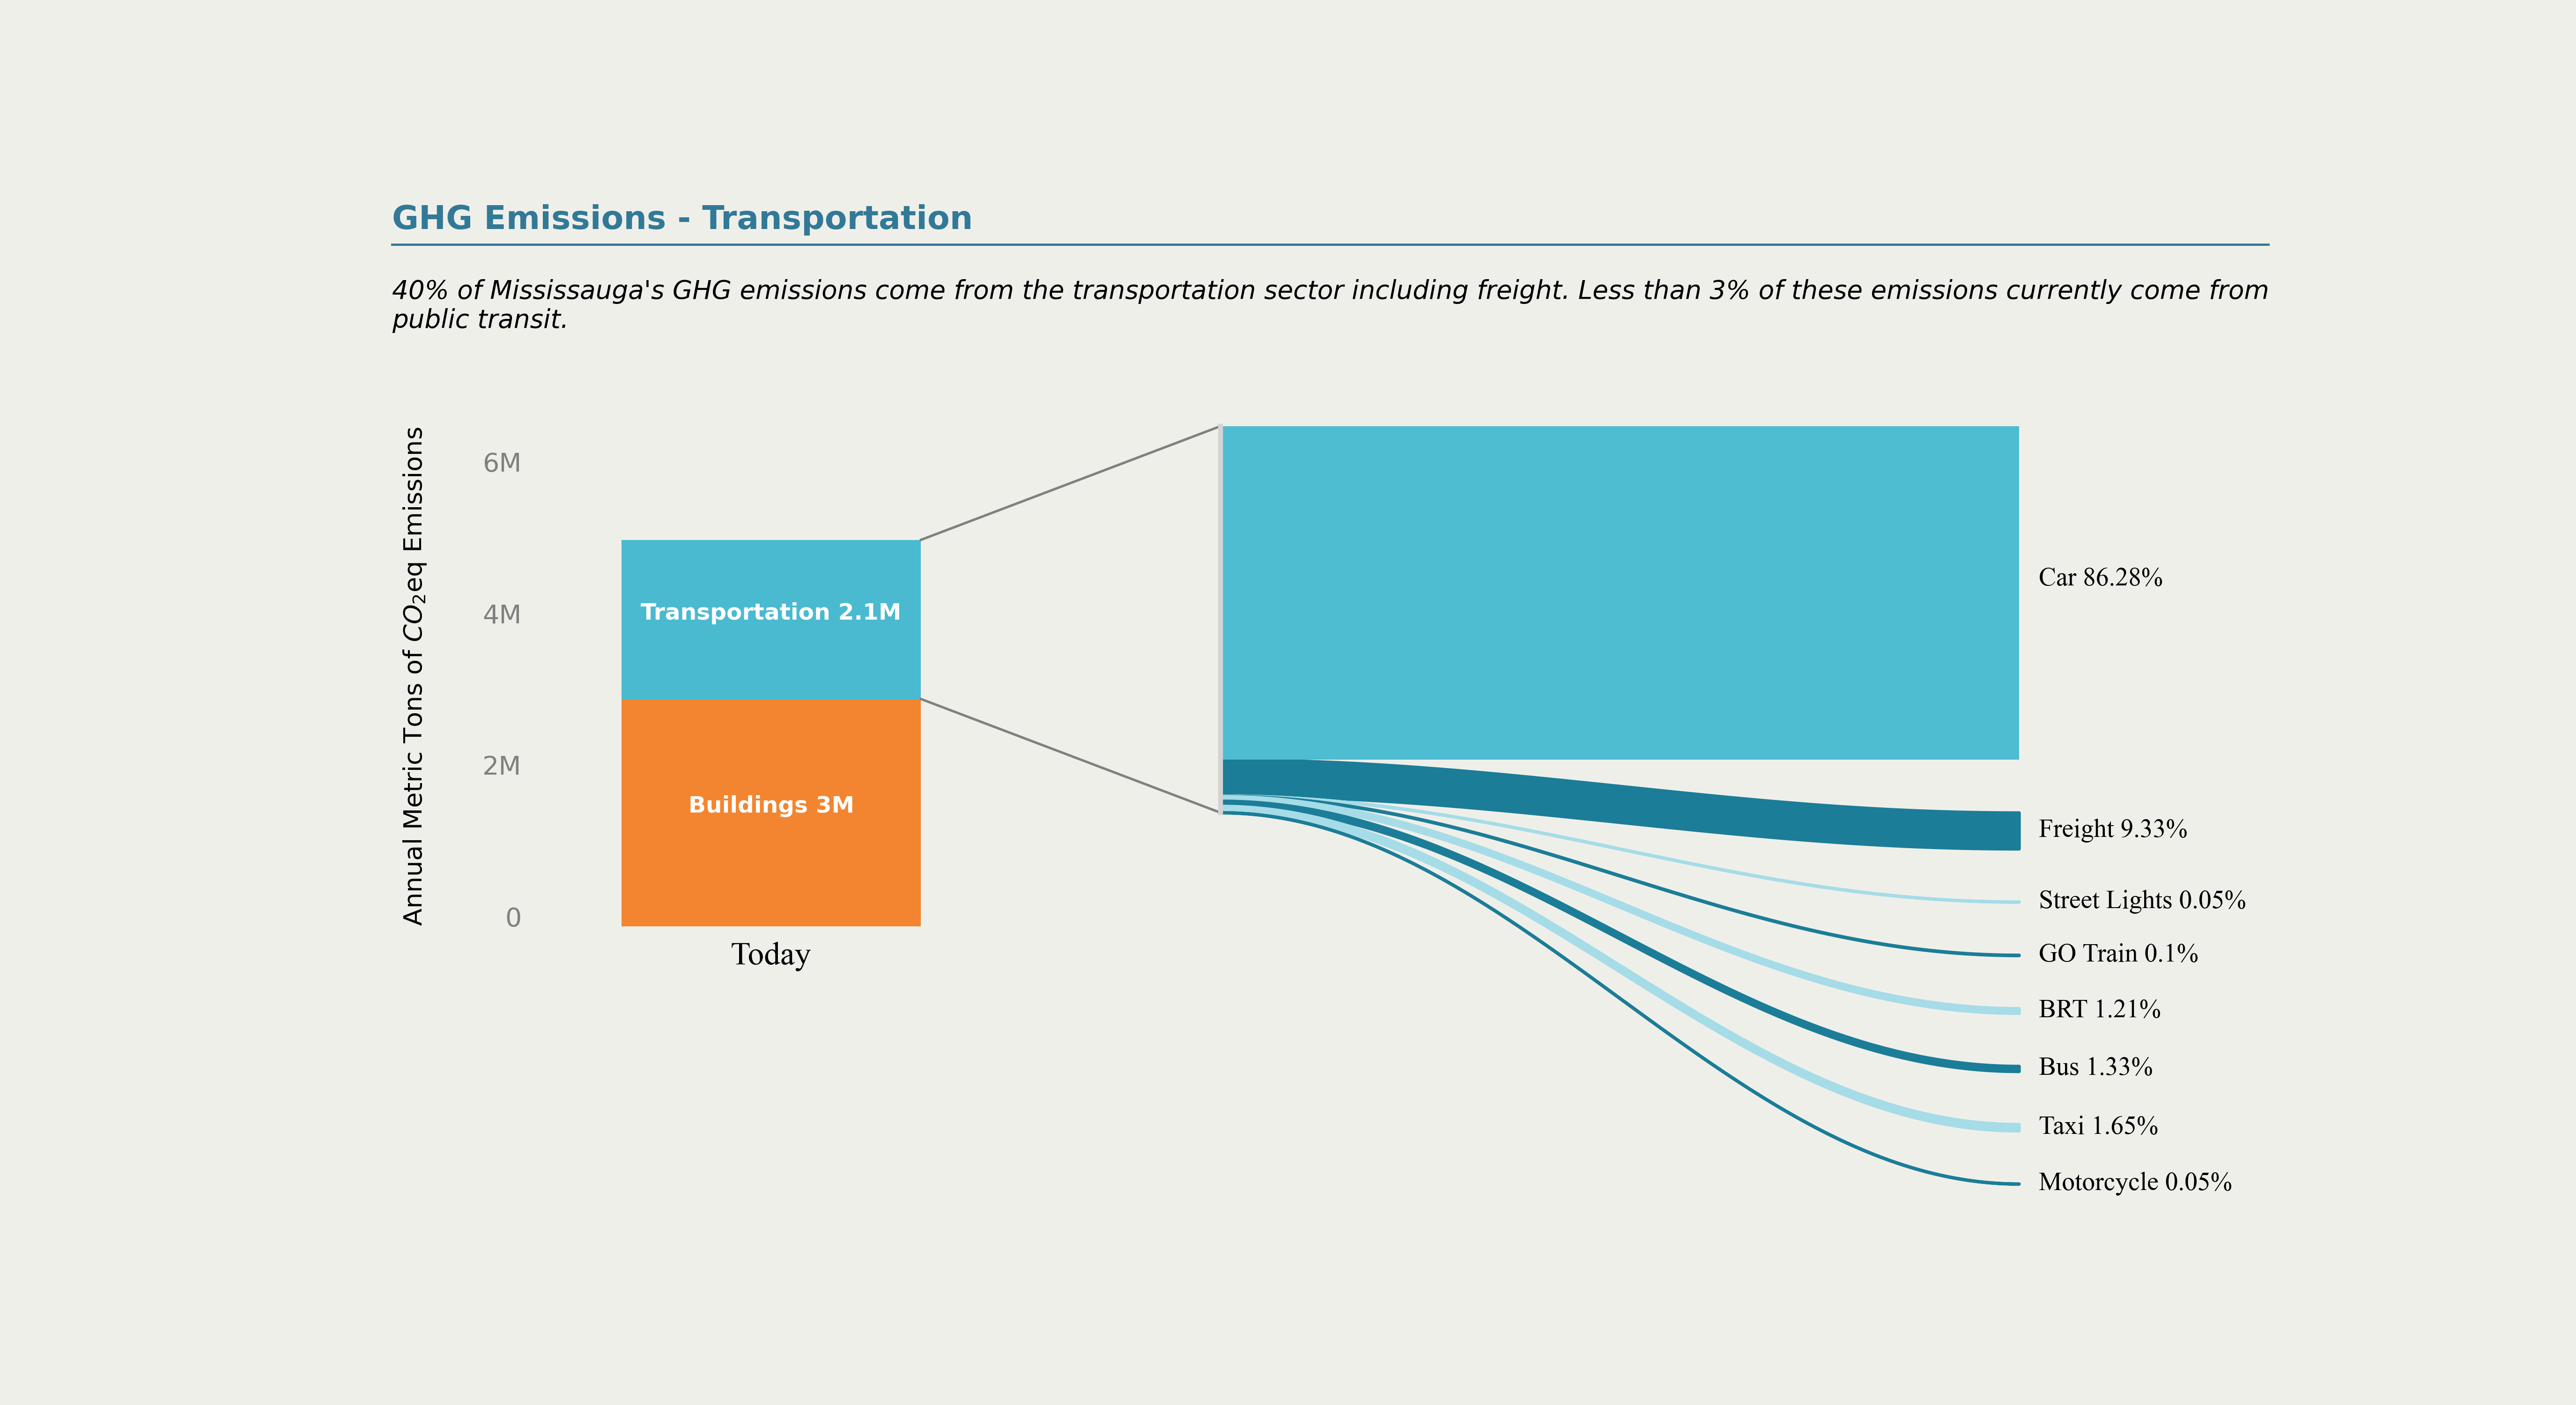 GHG Emissions - Transportation
40% of Mississauga's GHG emissions come from the transportation sector including freight. Less than 3% of these emissions currently come from
public transit.
Annual Metric Tons of CO₂eq Emissions
6M
4M
2M
0
Transportation 2.1M
Buildings 3M
Today
Car 86.28%
Freight 9.33%
Street Lights 0.05%
GO Train 0.1%
BRT 1.21%
Bus 1.33%
Taxi 1.65%
Motorcycle 0.05%